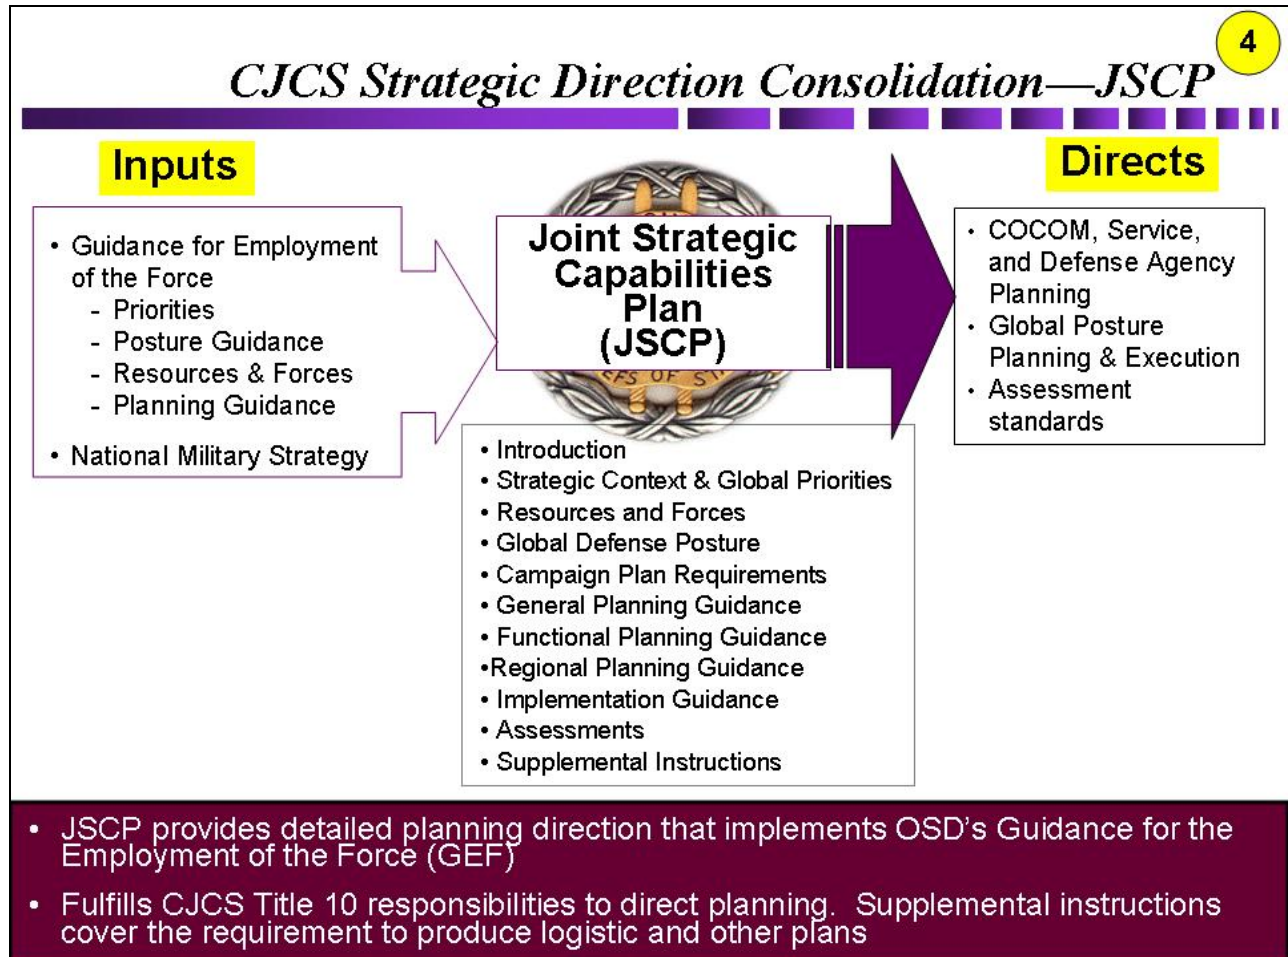 4
CJCS Strategic Direction Consolidation—JSCP
Inputs
• Guidance for Employment
of the Force
- Priorities
- Posture Guidance
- Resources & Forces
- Planning Guidance
• National Military Strategy
Joint Strategic
Capabilities
Plan
(JSCP)
EFS OF ST
• Introduction
• Strategic Context & Global Priorities
• Resources and Forces
• Global Defense Posture
• Campaign Plan Requirements
• General Planning Guidance
• Functional Planning Guidance
•Regional Planning Guidance
• Implementation Guidance
• Assessments
• Supplemental Instructions
Directs
• COCOM, Service,
and Defense Agency
Planning
• Global Posture
Planning & Execution
• Assessment
standards
• JSCP provides detailed planning direction that implements OSD's Guidance for the
Employment of the Force (GEF)
• Fulfills CJCS Title 10 responsibilities to direct planning.  Supplemental instructions
cover the requirement to produce logistic and other plans